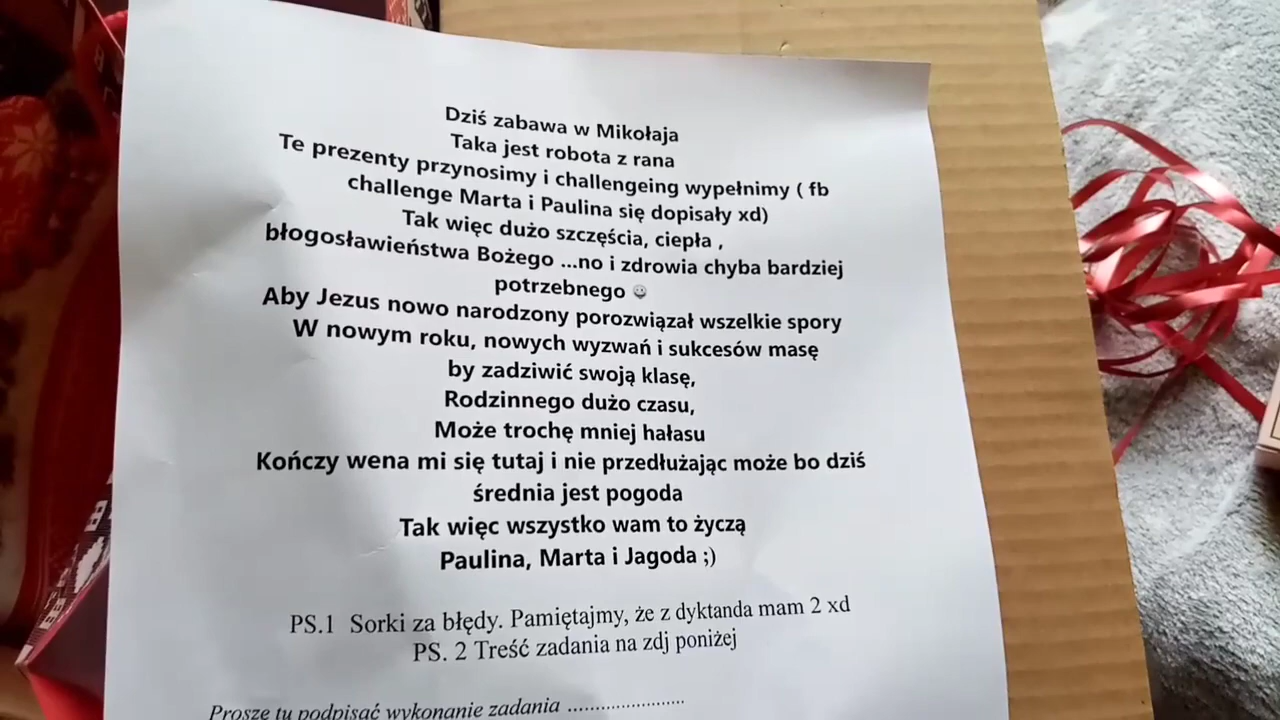 Dziś zabawa w Mikołaja
Taka jest robota z rana
Te prezenty przynosimy i challengeing wypełnimy ( fb
challenge Marta i Paulina się dopisały xd)
Tak więc dużo szczęścia, ciepła ,
błogosławieństwa Bożego ...no i zdrowia chyba bardziej
potrzebnego ☺
Aby Jezus nowo narodzony porozwiązał wszelkie spory
W nowym roku, nowych wyzwań i sukcesów masę
by zadziwić swoją klasę,
Rodzinnego dużo czasu,
Może trochę mniej hałasu
Kończy wena mi się tutaj i nie przedłużając może bo dziś
średnia jest pogoda
Tak więc wszystko wam to życzą
Paulina, Marta i Jagoda ;)
PS.1 Sorki za błędy. Pamiętajmy, że z dyktanda mam 2 xd
PS. 2 Treść zadania na zdj poniżej
Proszę tu podpisać wykonanie zadania ......................